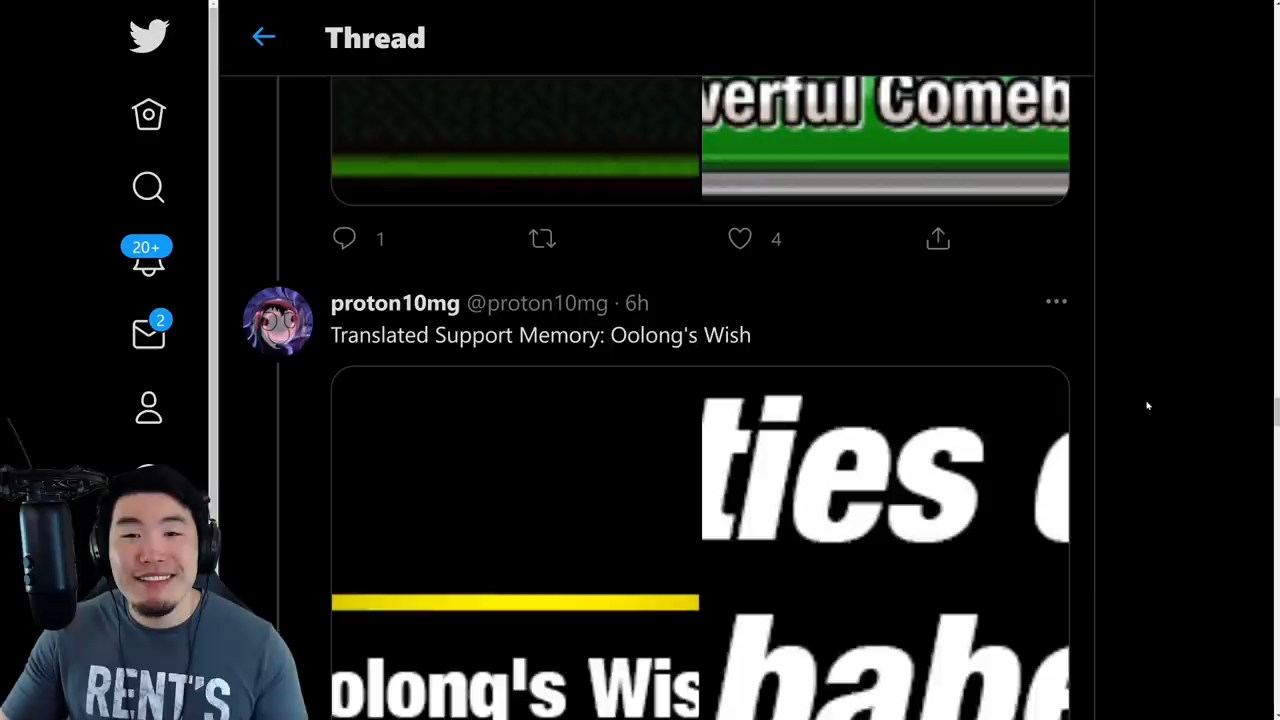 Thread
verful Comeb
1
4
20+
2
proton10mg @proton10mg · 6h
Translated Support Memory: Oolong's Wish
ties
olong's Wis
babe
RENT'S